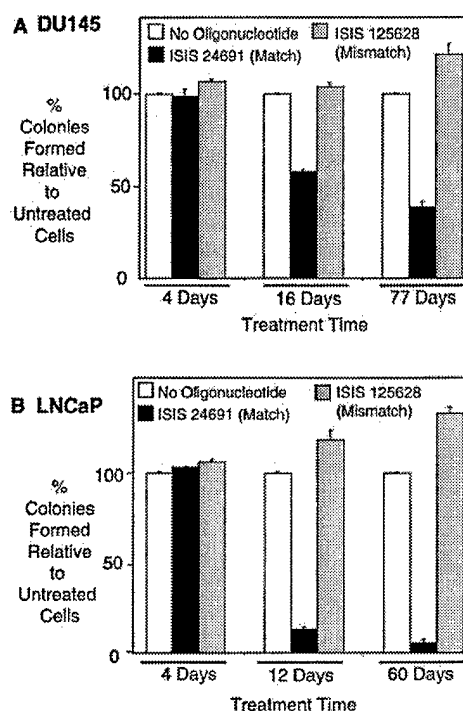 A DU145
No Oligonucleotide
ISIS 24691 (Match)
ISIS 125628
(Mismatch)
%
Colonies
Formed
Relative
to
Untreated
Cells
100
50
0
4 Days
16 Days
77 Days
Treatment Time
B LNCaP
No Oligonucleotide
ISIS 24691 (Match)
ISIS 125628
(Mismatch)
%
Colonies
Formed
Relative
to
Untreated
Cells
100
50
0
4 Days
12 Days
60 Days
Treatment Time